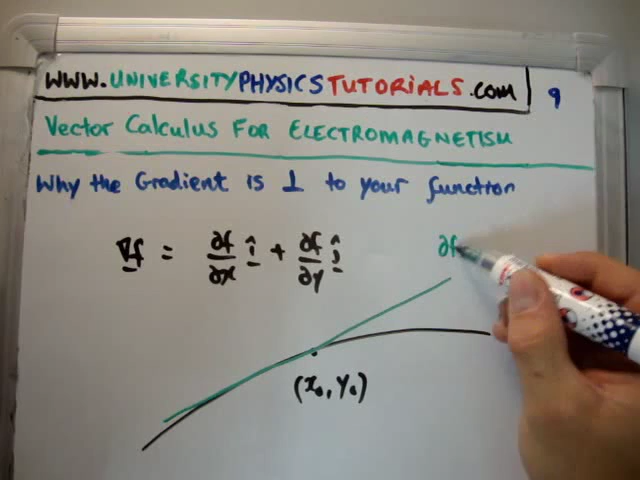 WWW.UNIVERSITYPHYSICSTUTORIALS.COM 9
Vector Calculus FOR ELECTROMAGNETISM
Why the Gradient is ⊥ to your function
∇f = ∂f/∂x î + ∂f/∂y ĵ
∂f
(x₀, y₀)